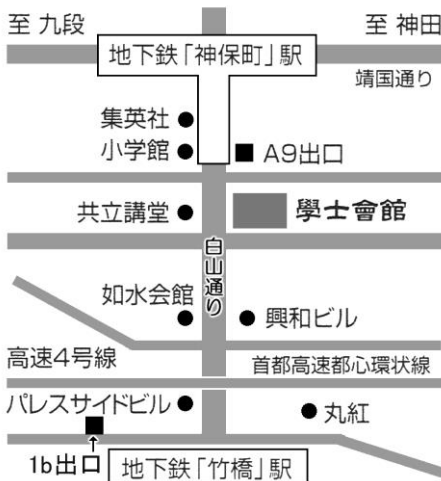 至 九段
至 神田
地下鉄「神保町」駅
靖国通り
集英社
小学館
A9出口
共立講堂
學士會館
白山通り
如水会館
興和ビル
高速4号線
首都高速都心環状線
パレスサイドビル
丸紅
1b出口
地下鉄「竹橋」駅